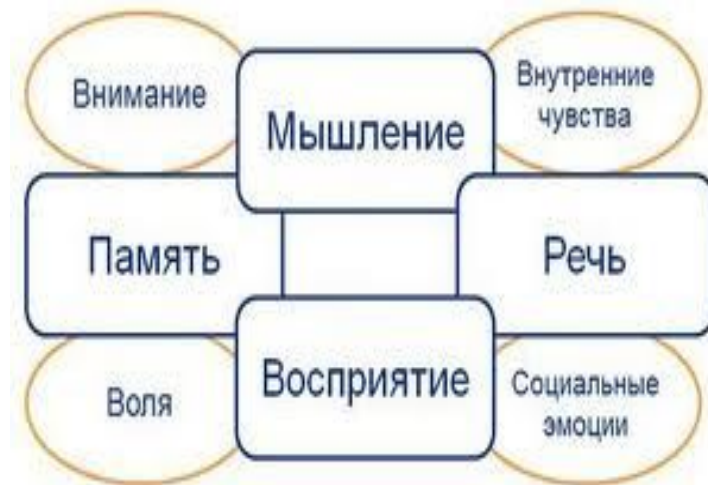 Внимание
Мышление
Внутренние
чувства
Память
Речь
Воля
Восприятие
Социальные
эмоции